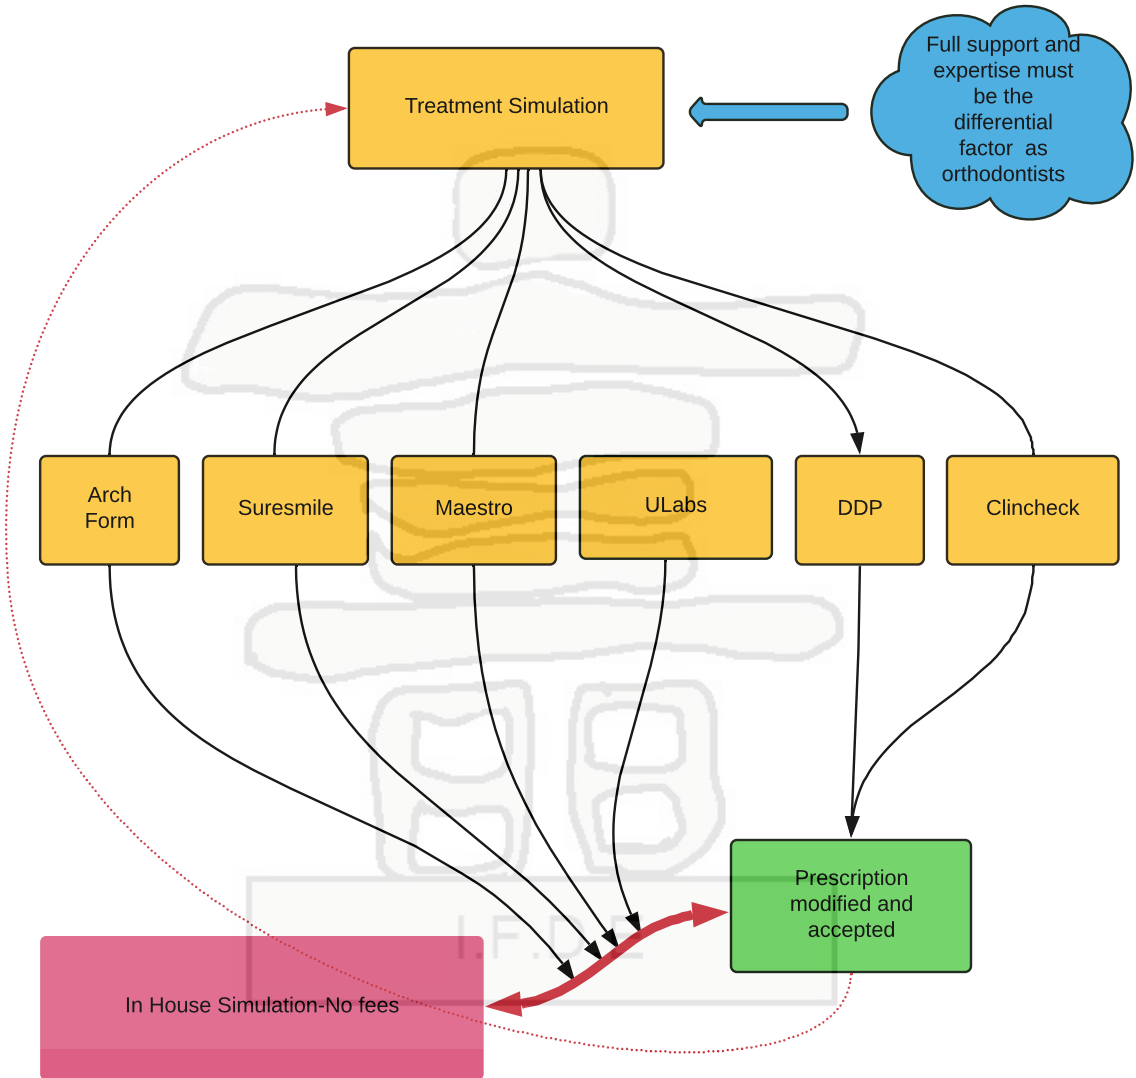 Full support and
expertise must
be the
differential
factor  as
orthodontists
Treatment Simulation
Arch
Form
Suresmile
Maestro
ULabs
DDP
Clincheck
Prescription
modified and
accepted
I.F.D.E
In House Simulation-No fees